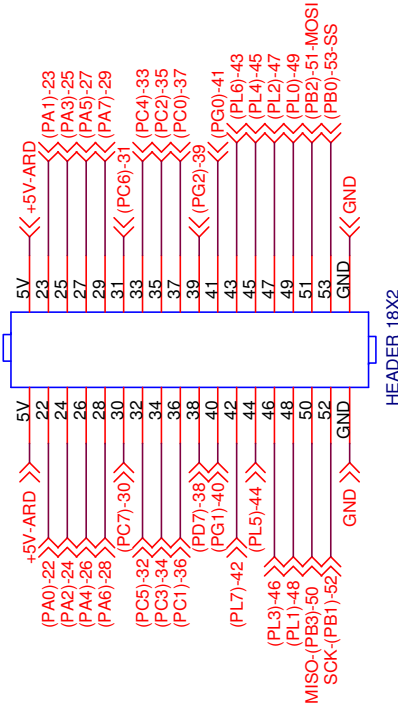 +5V-ARD 5V 5V +5V-ARD
(PA0)-22 22 23 (PA1)-23
(PA2)-24 24 25 (PA3)-25
(PA4)-26 26 27 (PA5)-27
(PA6)-28 28 29 (PA7)-29
(PC7)-30 30 31 (PC6)-31
(PC5)-32 32 33 (PC4)-33
(PC3)-34 34 35 (PC2)-35
(PC1)-36 36 37 (PC0)-37
(PD7)-38 38 39 (PG2)-39
(PG1)-40 40 41 (PG0)-41
(PL7)-42 42 43 (PL6)-43
(PL5)-44 44 45 (PL4)-45
(PL3)-46 46 47 (PL2)-47
(PL1)-48 48 49 (PL0)-49
MISO-(PB3)-50 50 51 (PB2)-51-MOSI
SCK-(PB1)-52 52 53 (PB0)-53-SS
GND GND GND GND
HEADER 18X2